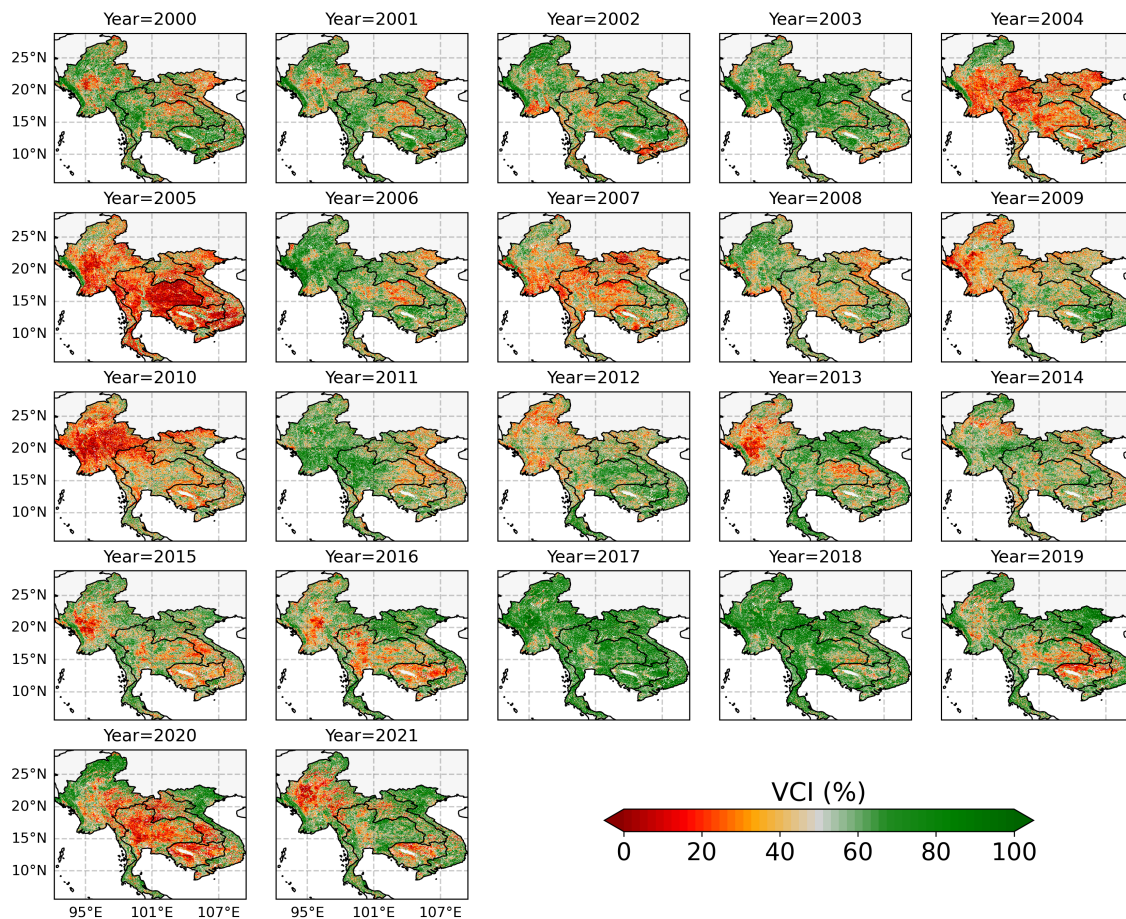 Year=2000 Year=2001 Year=2002 Year=2003 Year=2004
25°N
20°N
15°N
10°N
Year=2005 Year=2006 Year=2007 Year=2008 Year=2009
25°N
20°N
15°N
10°N
Year=2010 Year=2011 Year=2012 Year=2013 Year=2014
25°N
20°N
15°N
10°N
Year=2015 Year=2016 Year=2017 Year=2018 Year=2019
25°N
20°N
15°N
10°N
Year=2020 Year=2021
25°N
20°N
15°N
10°N
95°E 101°E 107°E 95°E 101°E 107°E
VCI (%)
0 20 40 60 80 100